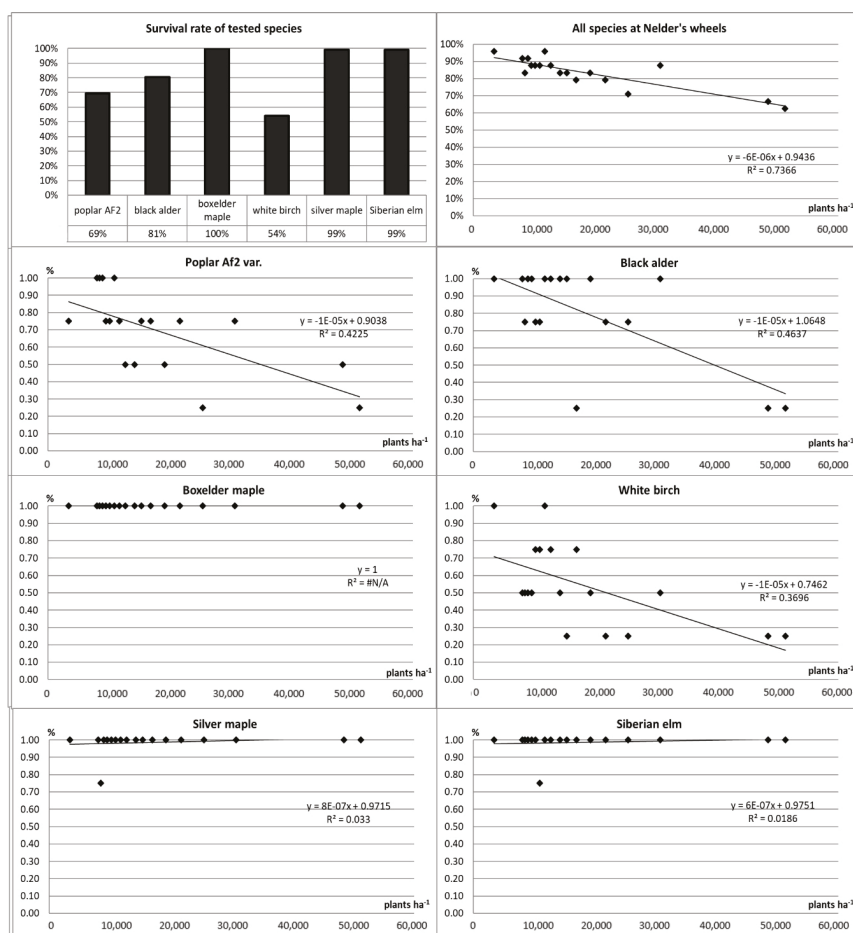 Survival rate of tested species
100%
90%
80%
70%
60%
50%
40%
30%
20%
10%
0%
poplar AF2 black alder boxelder maple white birch silver maple Siberian elm
69% 81% 100% 54% 99% 99%
All species at Nelder's wheels
100%
90%
80%
70%
60%
50%
40%
30%
20%
10%
0%
y = -6E-06x + 0.9436
R² = 0.7366
plants ha⁻¹
0 10,000 20,000 30,000 40,000 50,000 60,000
Poplar Af2 var.
%
1.00
0.90
0.80
0.70
0.60
0.50
0.40
0.30
0.20
0.10
0.00
y = -1E-05x + 0.9038
R² = 0.4225
plants ha⁻¹
0 10,000 20,000 30,000 40,000 50,000 60,000
Black alder
%
1.00
0.90
0.80
0.70
0.60
0.50
0.40
0.30
0.20
0.10
0.00
y = -1E-05x + 1.0648
R² = 0.4637
plants ha⁻¹
0 10,000 20,000 30,000 40,000 50,000 60,000
Boxelder maple
%
1.00
0.90
0.80
0.70
0.60
0.50
0.40
0.30
0.20
0.10
0.00
y = 1
R² = #N/A
plants ha⁻¹
0 10,000 20,000 30,000 40,000 50,000 60,000
White birch
%
1.00
0.90
0.80
0.70
0.60
0.50
0.40
0.30
0.20
0.10
0.00
y = -1E-05x + 0.7462
R² = 0.3696
plants ha⁻¹
0 10,000 20,000 30,000 40,000 50,000 60,000
Silver maple
%
1.00
0.90
0.80
0.70
0.60
0.50
0.40
0.30
0.20
0.10
0.00
y = 8E-07x + 0.9715
R² = 0.033
plants ha⁻¹
0 10,000 20,000 30,000 40,000 50,000 60,000
Siberian elm
%
1.00
0.90
0.80
0.70
0.60
0.50
0.40
0.30
0.20
0.10
0.00
y = 6E-07x + 0.9751
R² = 0.0186
plants ha⁻¹
0 10,000 20,000 30,000 40,000 50,000 60,000